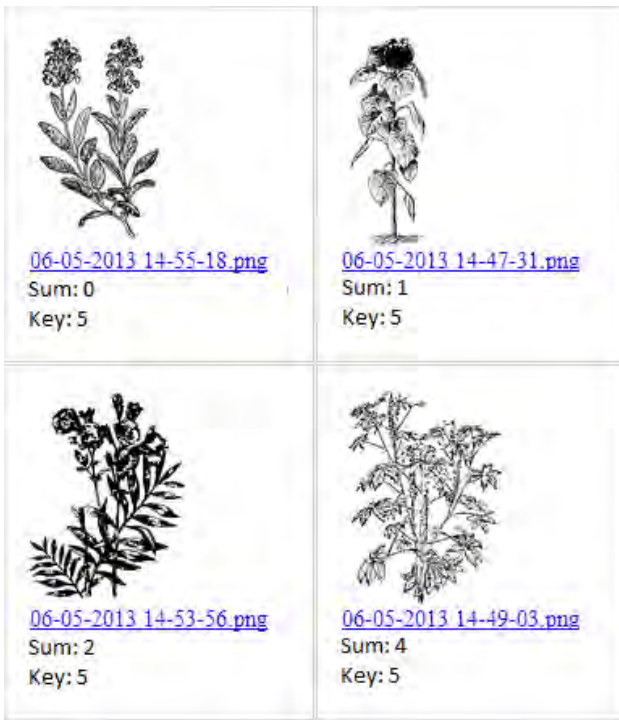 06-05-2013 14-55-18.png
Sum: 0
Key: 5
06-05-2013 14-47-31.png
Sum: 1
Key: 5
06-05-2013 14-53-56.png
Sum: 2
Key: 5
06-05-2013 14-49-03.png
Sum: 4
Key: 5